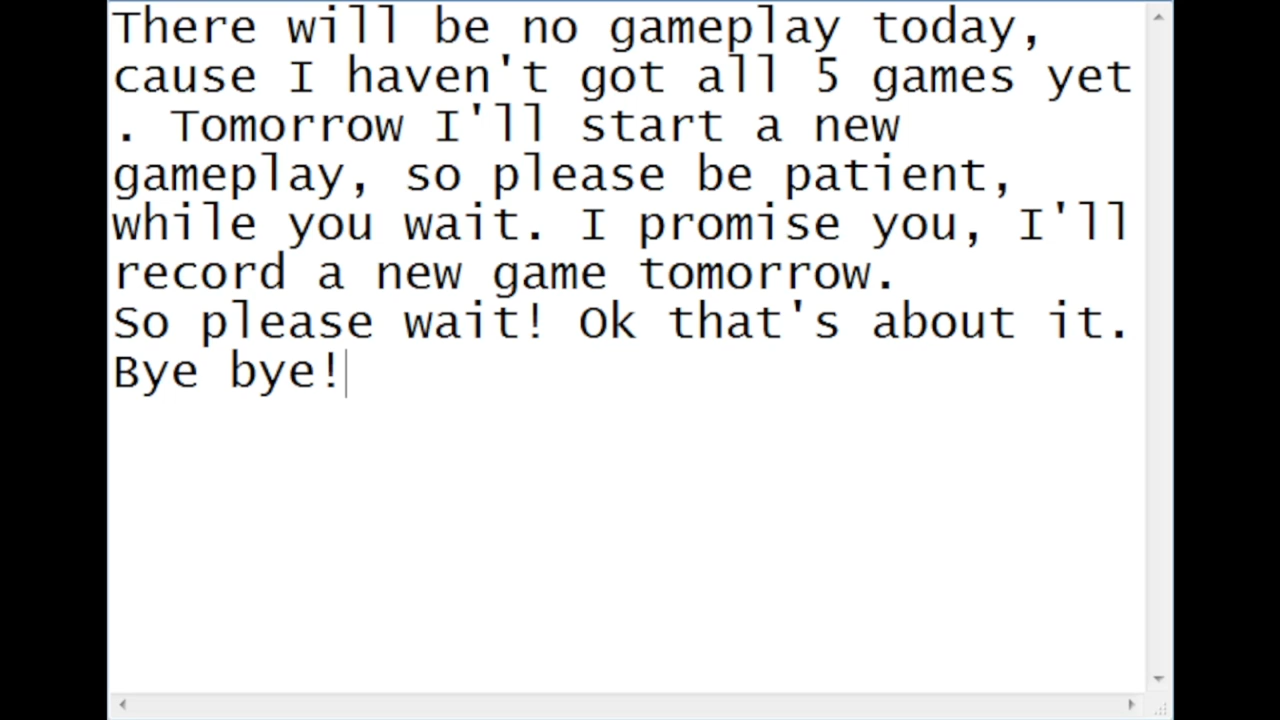 There will be no gameplay today,
cause I haven't got all 5 games yet
. Tomorrow I'll start a new
gameplay, so please be patient,
while you wait. I promise you, I'll
record a new game tomorrow.
So please wait! Ok that's about it.
Bye bye!